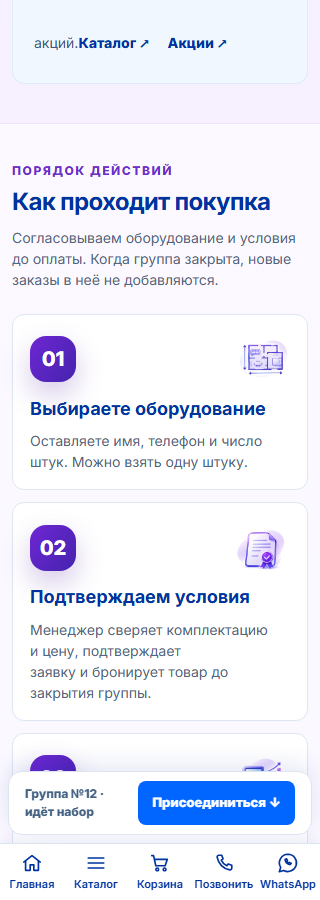 акций.Каталог ↗ Акции ↗
ПОРЯДОК ДЕЙСТВИЙ
Как проходит покупка
Согласовываем оборудование и условия
до оплаты. Когда группа закрыта, новые
заказы в неё не добавляются.
01
Выбираете оборудование
Оставляете имя, телефон и число
штук. Можно взять одну штуку.
02
Подтверждаем условия
Менеджер сверяет комплектацию
и цену, подтверждает
заявку и бронирует товар до
закрытия группы.
Группа №12 ·
идёт набор
Присоединиться ↓
Главная Каталог Корзина Позвонить WhatsApp